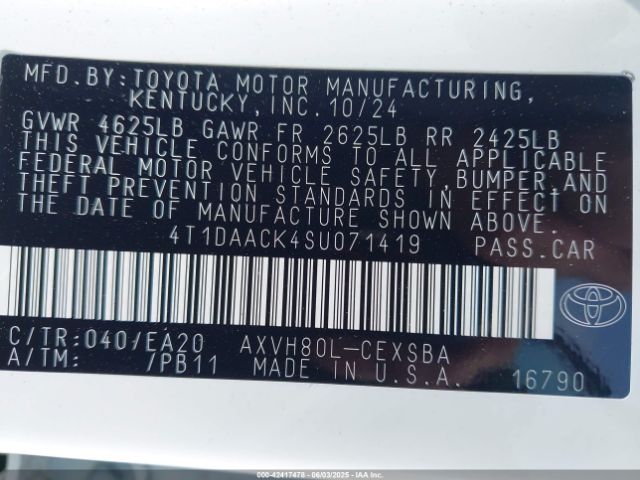 MFD.BY:TOYOTA MOTOR MANUFACTURING,
KENTUCKY,INC.10/24
GVWR 4625LB GAWR FR 2625LB RR 2425LB
THIS VEHICLE CONFORMS TO ALL APPLICABLE
FEDERAL MOTOR VEHICLE SAFETY,BUMPER,AND
THEFT PREVENTION STANDARDS IN EFFECT ON
THE DATE OF MANUFACTURE SHOWN ABOVE.
4T1DAACK4SU071419 PASS.CAR
C/TR:040/EA20 AXVH80L-CEXSBA
A/TM: /PB11 MADE IN U.S.A. 16790
000-42417478 - 06/03/2025 - IAA Inc.